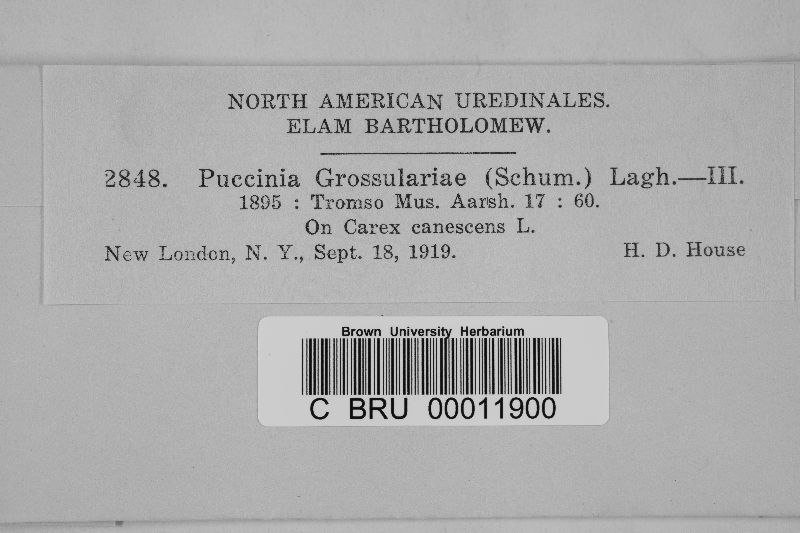 NORTH AMERICAN UREDINALES.
ELAM BARTHOLOMEW.
2848. Puccinia Grossulariae (Schum.) Lagh.—III.
1895 : Tromso Mus. Aarsh. 17 : 60.
On Carex canescens L.
New London, N. Y., Sept. 18, 1919. H. D. House
Brown University Herbarium
C BRU 00011900